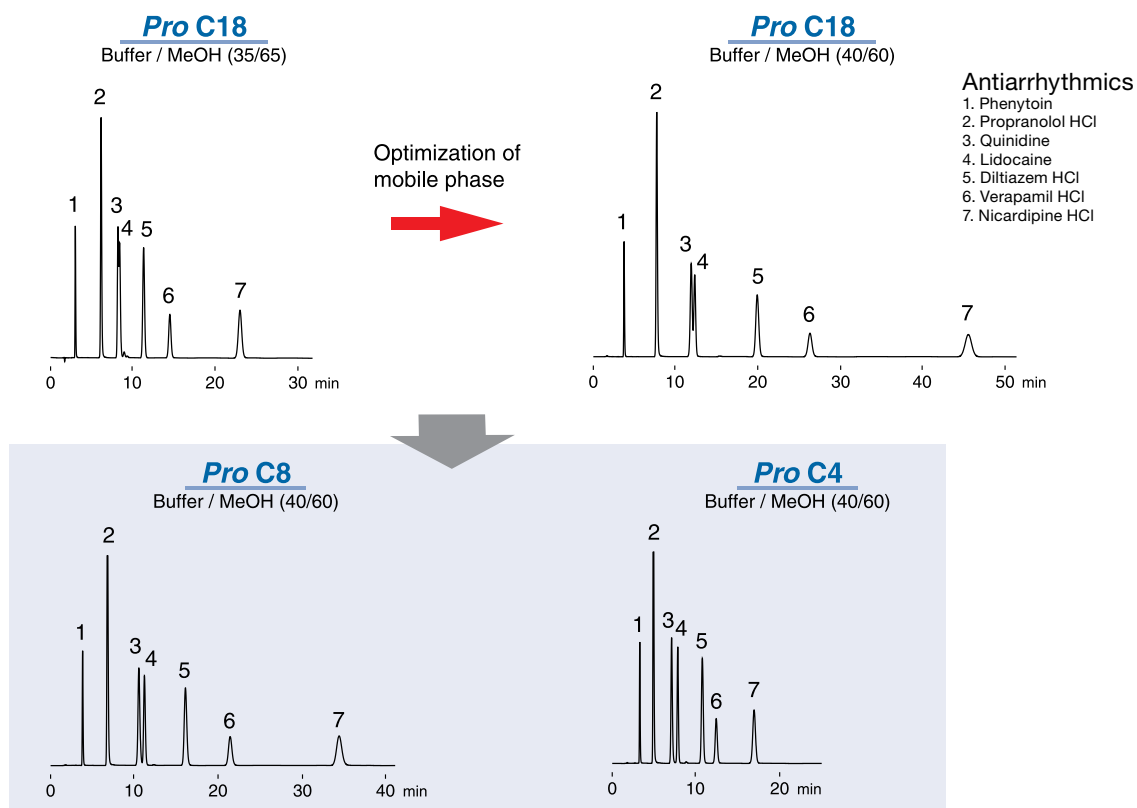 Pro C18
Buffer / MeOH (35/65)
1
2
3
4
5
6
7
0 10 20 30 min
Optimization of
mobile phase
Pro C18
Buffer / MeOH (40/60)
1
2
3
4
5
6
7
0 10 20 30 40 50 min
Antiarrhythmics
1. Phenytoin
2. Propranolol HCl
3. Quinidine
4. Lidocaine
5. Diltiazem HCl
6. Verapamil HCl
7. Nicardipine HCl
Pro C8
Buffer / MeOH (40/60)
1
2
3
4
5
6
7
0 10 20 30 40 min
Pro C4
Buffer / MeOH (40/60)
1
2
3
4
5
6
7
0 10 20 min